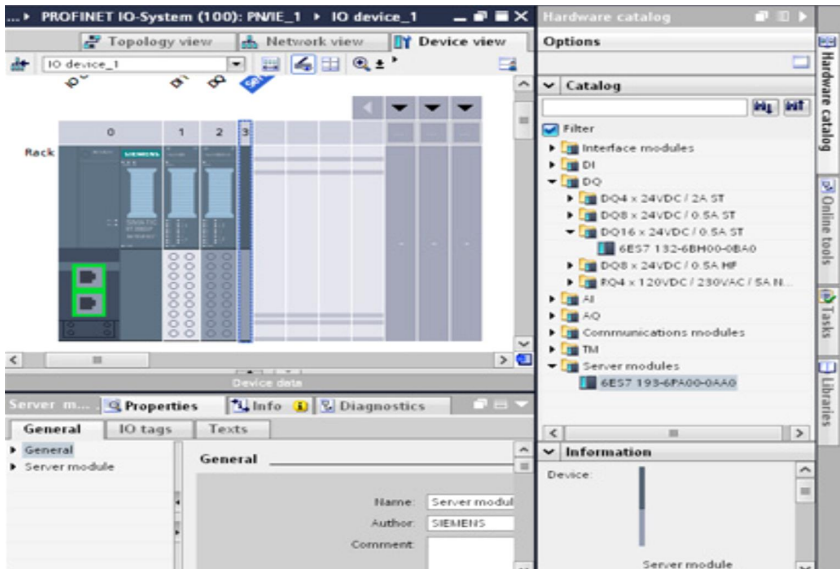 ... ▸ PROFINET IO-System (100): PN/IE_1 ▸ IO device_1
Topology view
Network view
Device view
IO device_1
0
1
2
3
Rack
SIEMENS
Device data
Server m...
Properties
Info
Diagnostics
General
IO tags
Texts
General
Server module
General
Name:
Server modul
Author:
SIEMENS
Comment:
Hardware catalog
Options
Catalog
Filter
Interface modules
DI
DQ
DQ4 x 24VDC / 2A ST
DQ8 x 24VDC / 0.5A ST
DQ16 x 24VDC / 0.5A ST
6ES7 132-6BH00-0BA0
DQ8 x 24VDC / 0.5A HF
RQ4 x 120VDC / 230VAC / 5A N...
AI
AQ
Communications modules
TM
Server modules
6ES7 193-6PA00-0AA0
Information
Device:
Server module
Hardware catalog
Online tools
Tasks
Libraries